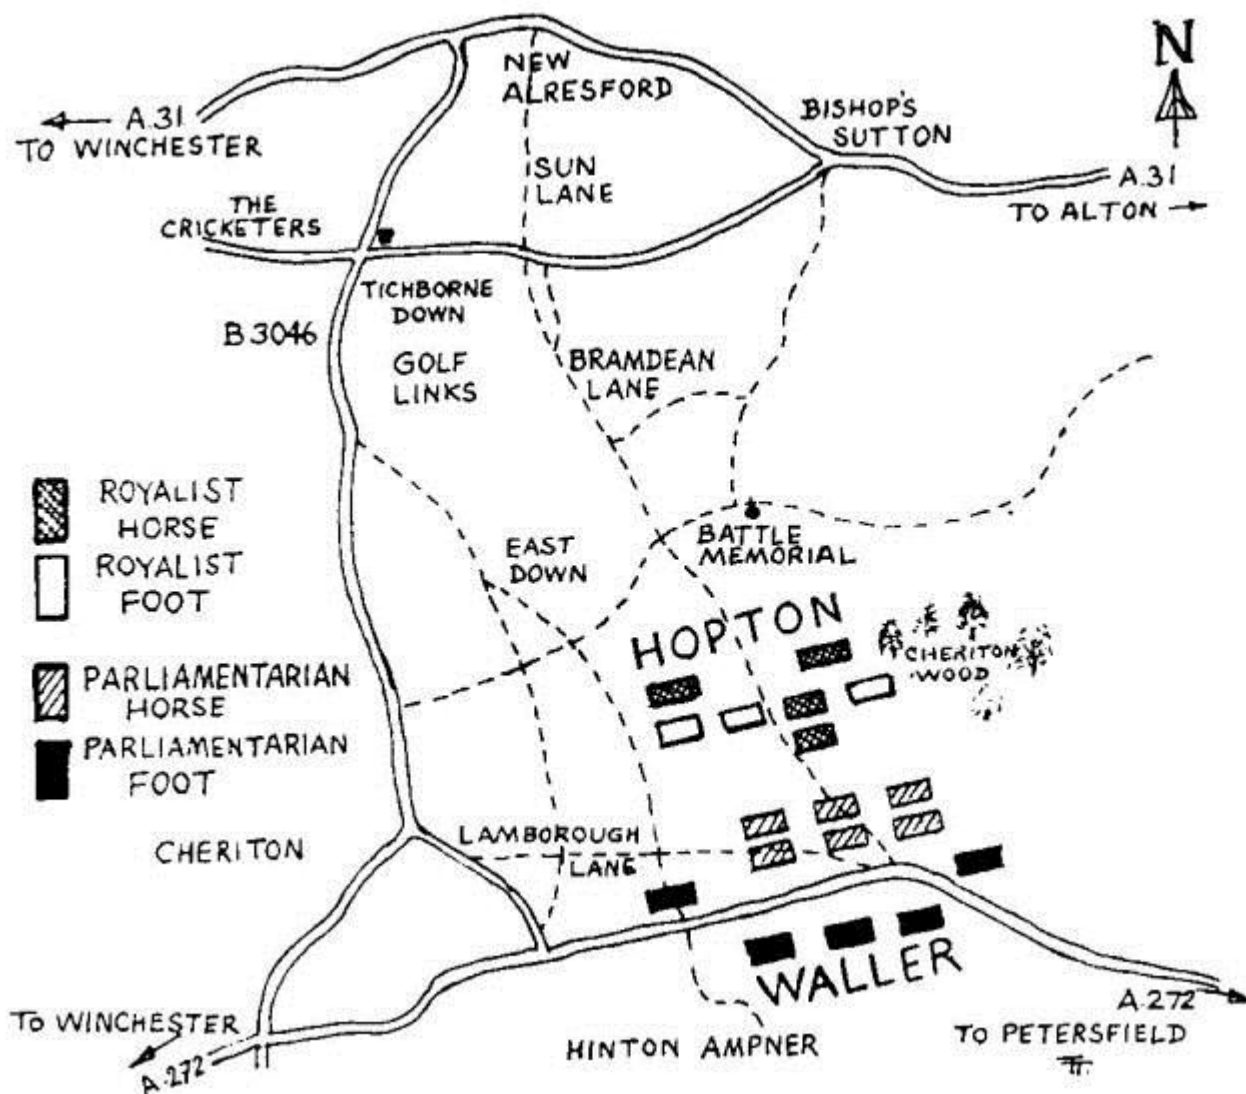 N
NEW
ALRESFORD
BISHOP'S
SUTTON
A.31
TO WINCHESTER
A.31
TO ALTON
SUN
LANE
THE
CRICKETERS
TICHBORNE
DOWN
B 3046
GOLF
LINKS
BRAMDEAN
LANE
ROYALIST
HORSE
ROYALIST
FOOT
EAST
DOWN
BATTLE
MEMORIAL
HOPTON
CHERITON
WOOD
PARLIAMENTARIAN
HORSE
PARLIAMENTARIAN
FOOT
CHERITON
LAMBOROUGH
LANE
WALLER
TO WINCHESTER
A.272
HINTON AMPNER
A.272
TO PETERSFIELD